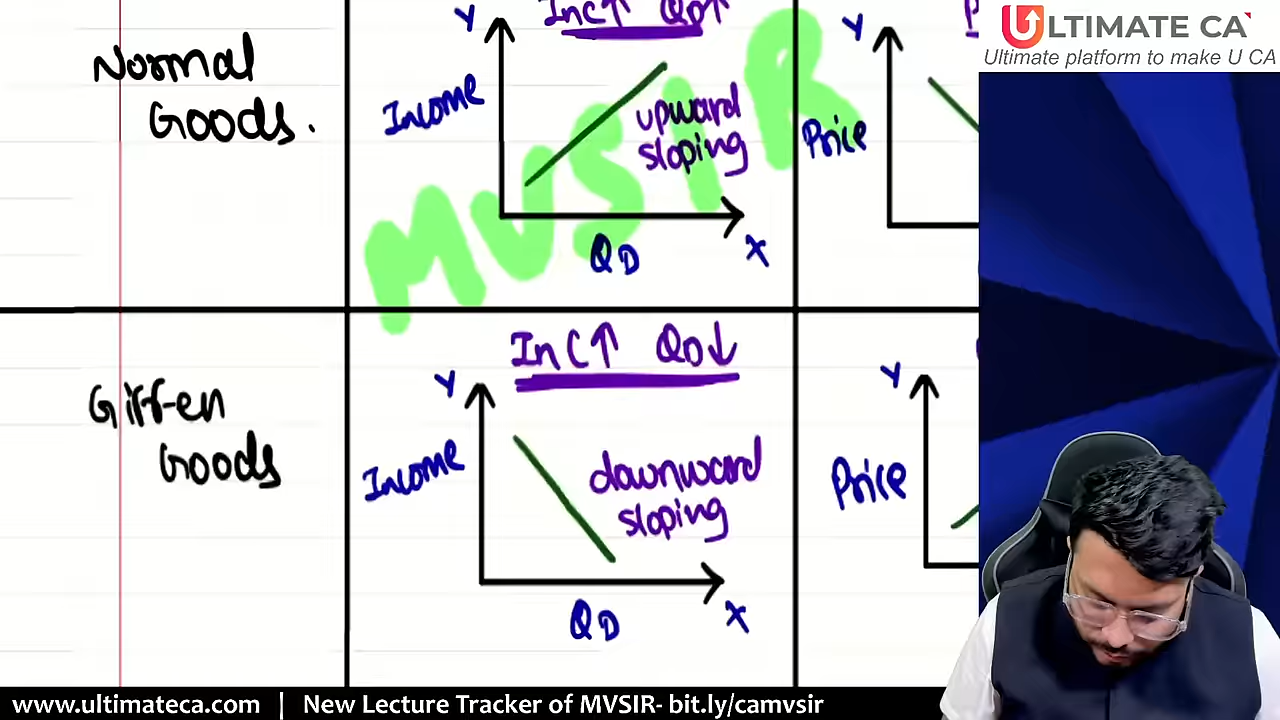 Inc↑ QD↑
ULTIMATE CA
Ultimate platform to make U CA
Normal
Goods.
Y
Income
upward
sloping
QD
X
Y
Price
MVSIR
Inc↑ QD↓
Giffen
Goods
Y
Income
downward
sloping
QD
X
Y
Price
www.ultimateca.com | New Lecture Tracker of MVSIR- bit.ly/camvsir